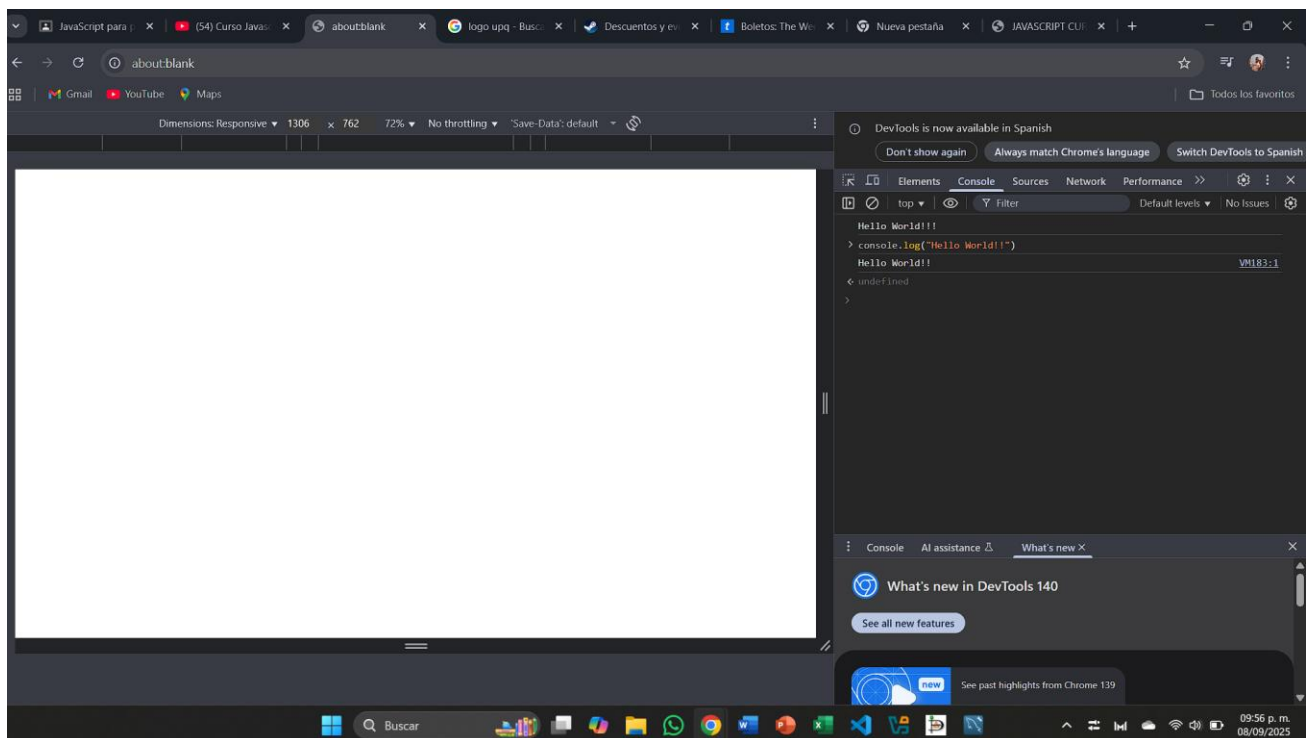 JavaScript para p
(54) Curso Javasc
about:blank
logo upq - Busca
Descuentos y eve
Boletos: The We
Nueva pestaña
JAVASCRIPT CUR
about:blank
Gmail YouTube Maps
Todos los favoritos
Dimensions: Responsive ▾ 1306 x 762 72% ▾ No throttling ▾ 'Save-Data': default
DevTools is now available in Spanish
Don't show again Always match Chrome's language Switch DevTools to Spanish
Elements Console Sources Network Performance >>
top ▾ Filter Default levels ▾ No Issues
Hello World!!!
> console.log("Hello World!!")
Hello World!! VM183:1
undefined
Console AI assistance What's new ×
What's new in DevTools 140
See all new features
new See past highlights from Chrome 139
Buscar
09:56 p. m.
08/09/2025